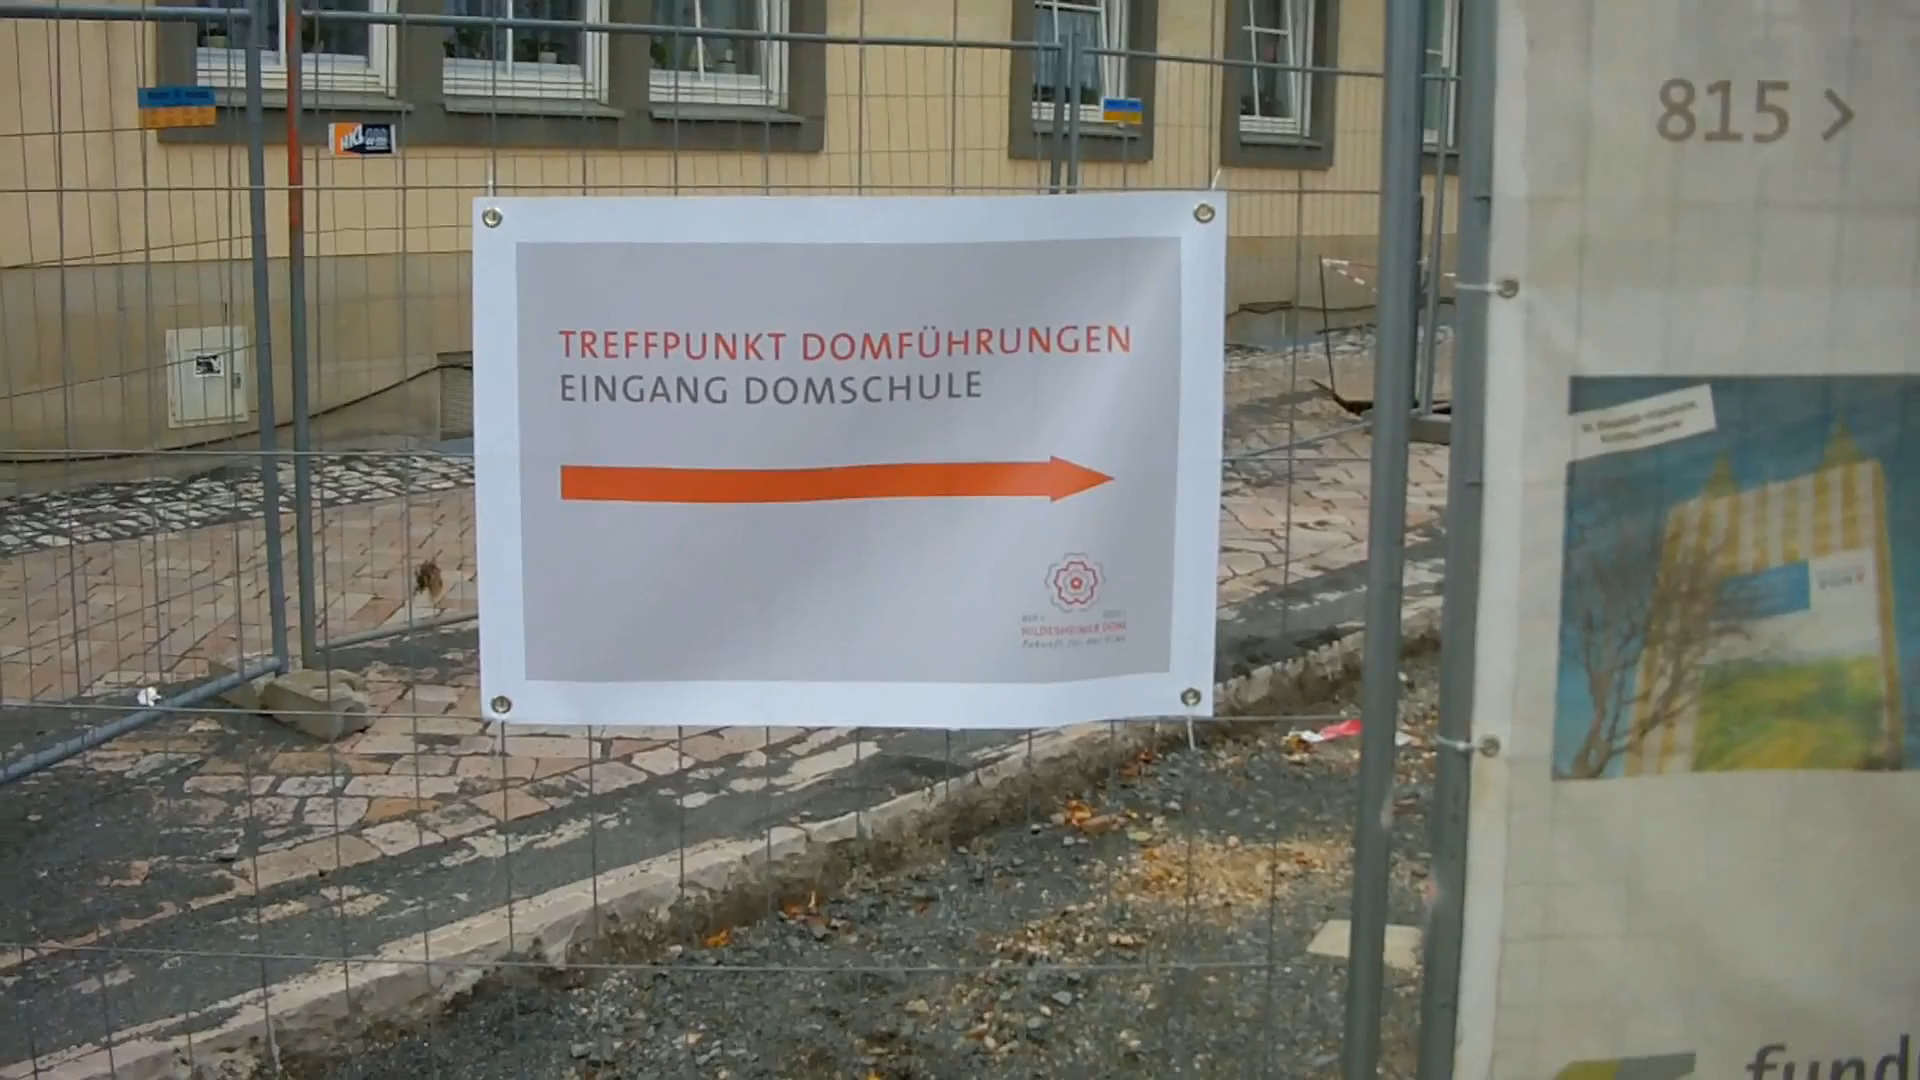 TREFFPUNKT DOMFÜHRUNGEN
EINGANG DOMSCHULE
HILDESHEIMER DOM
815 >
fund